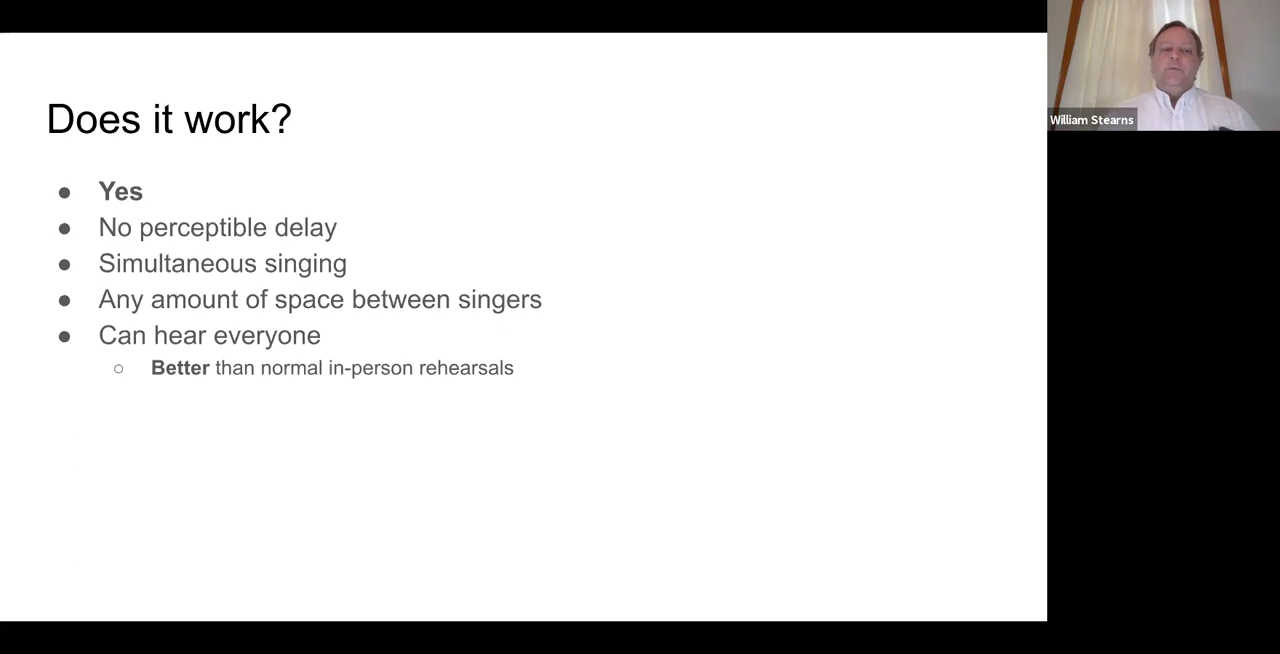 Does it work?
● Yes
● No perceptible delay
● Simultaneous singing
● Any amount of space between singers
● Can hear everyone
○ Better than normal in-person rehearsals
William Stearns